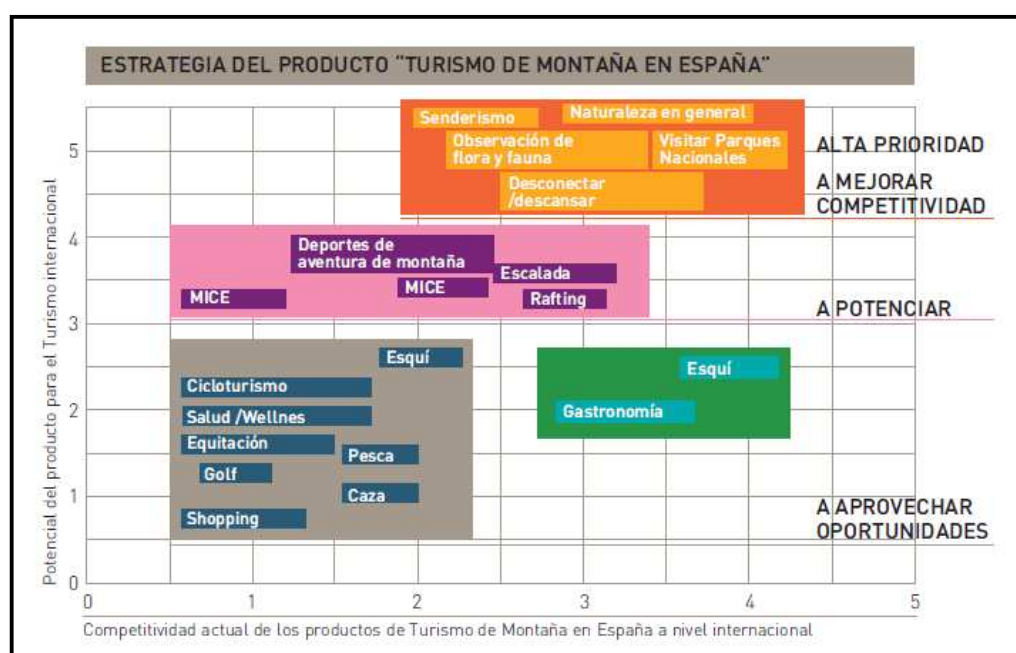 ESTRATEGIA DEL PRODUCTO "TURISMO DE MONTAÑA EN ESPAÑA"
Potencial del producto para el Turismo internacional
5
4
3
2
1
0
Senderismo
Naturaleza en general
Observación de
flora y fauna
Visitar Parques
Nacionales
Desconectar
/descansar
ALTA PRIORIDAD
A MEJORAR
COMPETITIVIDAD
Deportes de
aventura de montaña
Escalada
MICE
MICE
Rafting
A POTENCIAR
Esquí
Cicloturismo
Salud /Wellnes
Equitación
Pesca
Golf
Caza
Shopping
Esquí
Gastronomía
A APROVECHAR
OPORTUNIDADES
0
1
2
3
4
5
Competitividad actual de los productos de Turismo de Montaña en España a nivel internacional